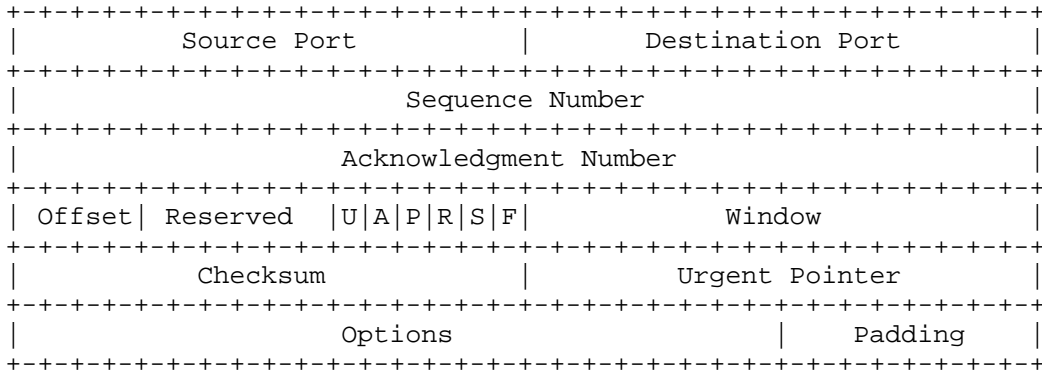 +-+-+-+-+-+-+-+-+-+-+-+-+-+-+-+-+-+-+-+-+-+-+-+-+-+-+-+-+-+-+-+-+
|          Source Port          |       Destination Port        |
+-+-+-+-+-+-+-+-+-+-+-+-+-+-+-+-+-+-+-+-+-+-+-+-+-+-+-+-+-+-+-+-+
|                        Sequence Number                        |
+-+-+-+-+-+-+-+-+-+-+-+-+-+-+-+-+-+-+-+-+-+-+-+-+-+-+-+-+-+-+-+-+
|                    Acknowledgment Number                      |
+-+-+-+-+-+-+-+-+-+-+-+-+-+-+-+-+-+-+-+-+-+-+-+-+-+-+-+-+-+-+-+-+
| Offset| Reserved  |U|A|P|R|S|F|            Window             |
+-+-+-+-+-+-+-+-+-+-+-+-+-+-+-+-+-+-+-+-+-+-+-+-+-+-+-+-+-+-+-+-+
|           Checksum            |         Urgent Pointer        |
+-+-+-+-+-+-+-+-+-+-+-+-+-+-+-+-+-+-+-+-+-+-+-+-+-+-+-+-+-+-+-+-+
|                    Options                    |    Padding    |
+-+-+-+-+-+-+-+-+-+-+-+-+-+-+-+-+-+-+-+-+-+-+-+-+-+-+-+-+-+-+-+-+